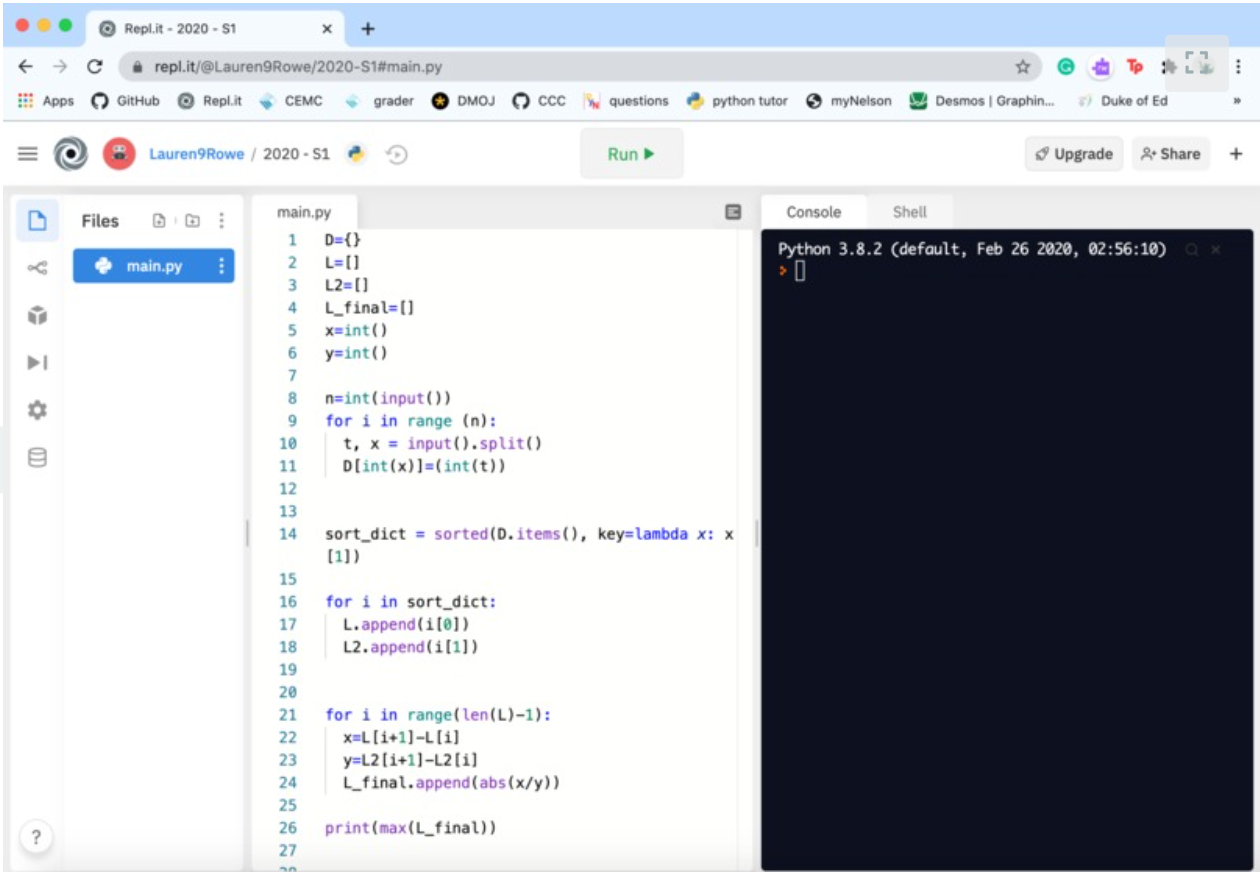 Repl.it - 2020 - S1
repl.it/@Lauren9Rowe/2020-S1#main.py
Apps GitHub Repl.it CEMC grader DMOJ CCC questions python tutor myNelson Desmos | Graphin... Duke of Ed »
Lauren9Rowe / 2020 - S1 Run Upgrade Share +
Files
main.py
main.py
Console Shell
1 D={}
2 L=[]
3 L2=[]
4 L_final=[]
5 x=int()
6 y=int()
7
8 n=int(input())
9 for i in range (n):
10 t, x = input().split()
11 D[int(x)]=(int(t))
12
13
14 sort_dict = sorted(D.items(), key=lambda x: x
[1])
15
16 for i in sort_dict:
17 L.append(i[0])
18 L2.append(i[1])
19
20
21 for i in range(len(L)-1):
22 x=L[i+1]-L[i]
23 y=L2[i+1]-L2[i]
24 L_final.append(abs(x/y))
25
26 print(max(L_final))
27
Python 3.8.2 (default, Feb 26 2020, 02:56:10)
>
?